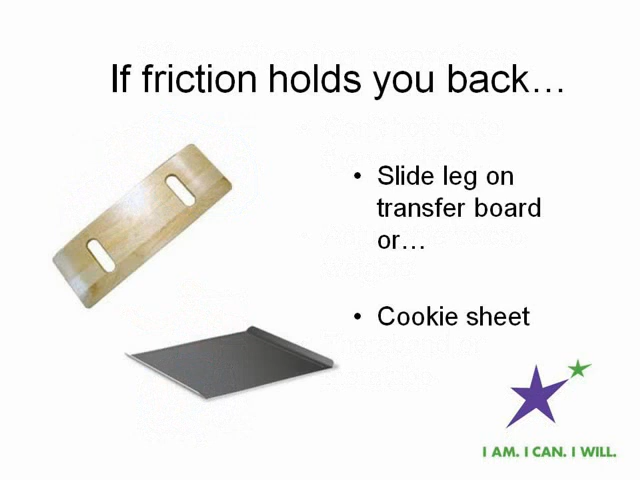 If friction holds you back…
• Slide leg on
transfer board
or…
• Cookie sheet
I AM. I CAN. I WILL.